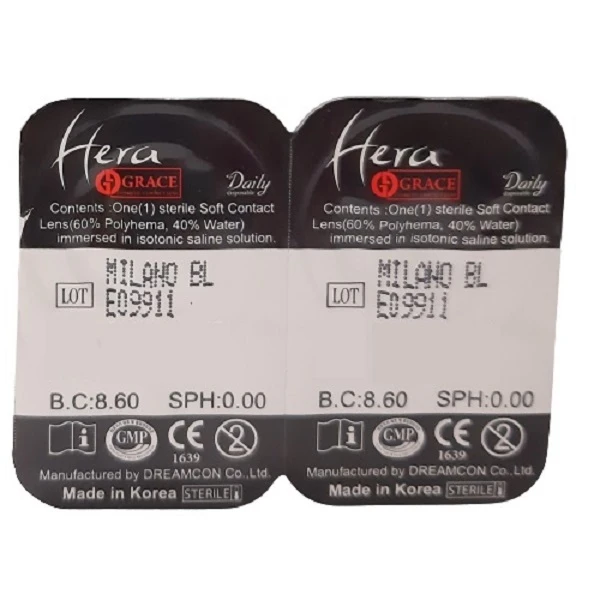 Hera
GRACE
Daily
Contents :One(1) sterile Soft Contact
Lens(60% Polyhema, 40% Water)
immersed in isotonic saline solution.
LOT
MILANO BL
E09911
B.C:8.60 SPH:0.00
GMP
CE
1639
2
Manufactured by DREAMCON Co.,Ltd.
Made in Korea STERILE
Hera
GRACE
Daily
Contents :One(1) sterile Soft Contact
Lens(60% Polyhema, 40% Water)
immersed in isotonic saline solution.
LOT
MILANO BL
E09911
B.C:8.60 SPH:0.00
GMP
CE
1639
2
Manufactured by DREAMCON Co.,Ltd.
Made in Korea STERILE